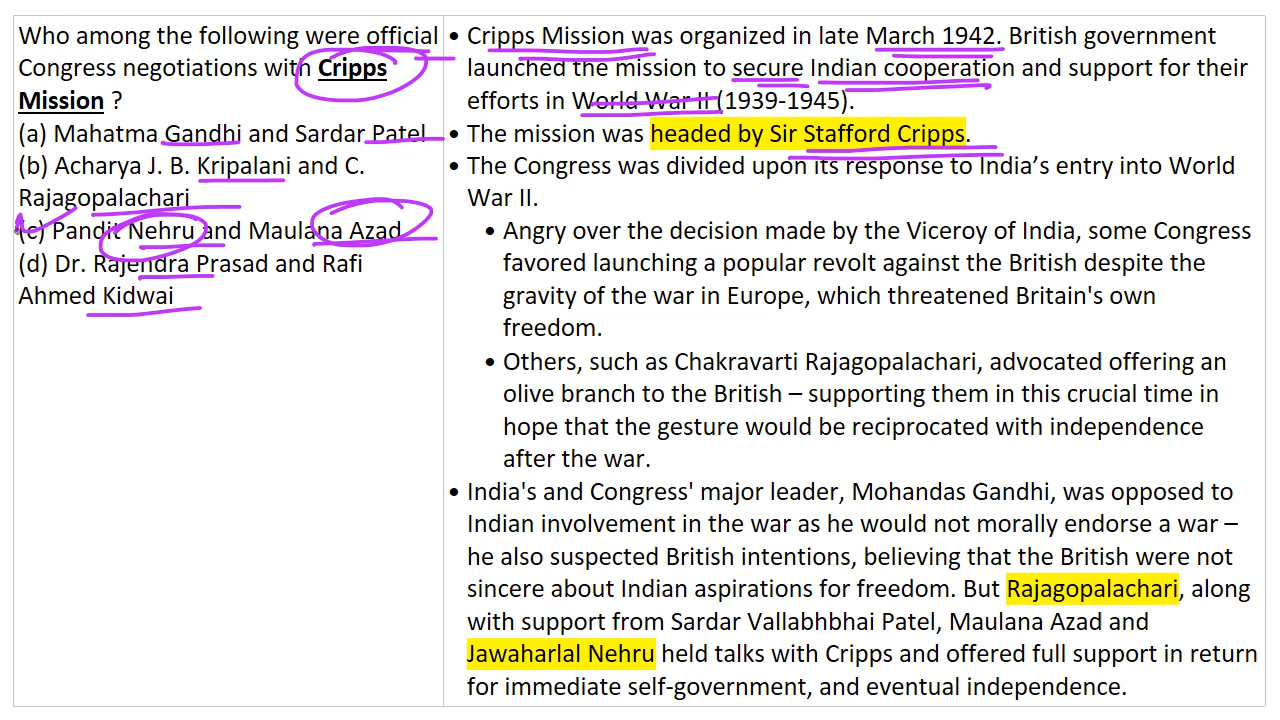 Who among the following were official
Congress negotiations with Cripps
Mission ?
(a) Mahatma Gandhi and Sardar Patel
(b) Acharya J. B. Kripalani and C.
Rajagopalachari
(c) Pandit Nehru and Maulana Azad
(d) Dr. Rajendra Prasad and Rafi
Ahmed Kidwai
• Cripps Mission was organized in late March 1942. British government
launched the mission to secure Indian cooperation and support for their
efforts in World War II (1939-1945).
• The mission was headed by Sir Stafford Cripps.
• The Congress was divided upon its response to India’s entry into World
War II.
• Angry over the decision made by the Viceroy of India, some Congress
favored launching a popular revolt against the British despite the
gravity of the war in Europe, which threatened Britain's own
freedom.
• Others, such as Chakravarti Rajagopalachari, advocated offering an
olive branch to the British – supporting them in this crucial time in
hope that the gesture would be reciprocated with independence
after the war.
• India's and Congress' major leader, Mohandas Gandhi, was opposed to
Indian involvement in the war as he would not morally endorse a war –
he also suspected British intentions, believing that the British were not
sincere about Indian aspirations for freedom. But Rajagopalachari, along
with support from Sardar Vallabhbhai Patel, Maulana Azad and
Jawaharlal Nehru held talks with Cripps and offered full support in return
for immediate self-government, and eventual independence.